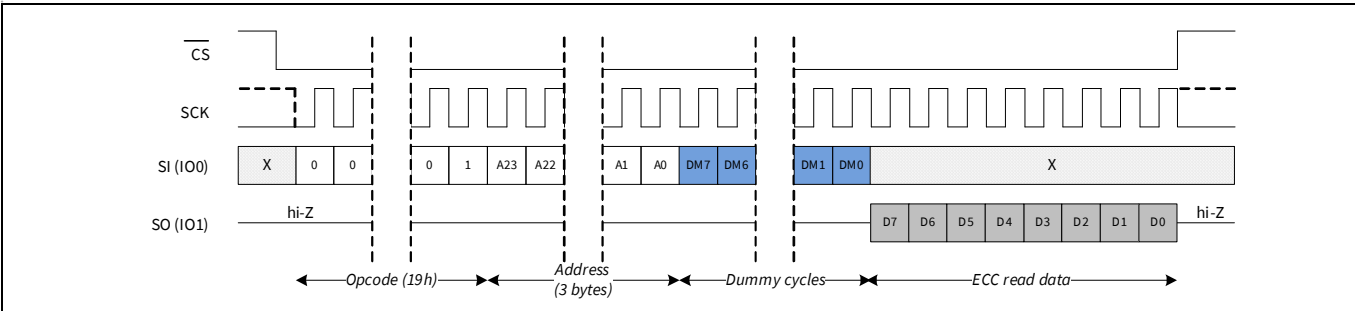 CS
SCK
SI (IO0) X 0 0 0 1 A23 A22 A1 A0 DM7 DM6 DM1 DM0 X
hi-Z hi-Z
SO (IO1) D7 D6 D5 D4 D3 D2 D1 D0
Opcode (19h) Address Dummy cycles ECC read data
(3 bytes)